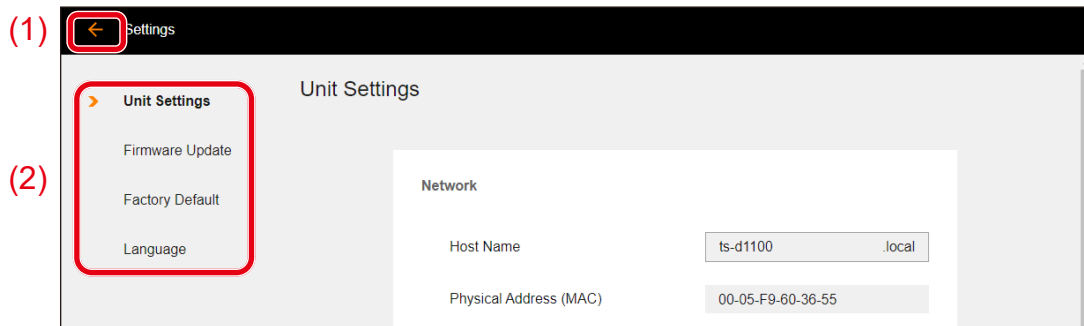 (1)
Settings
Unit Settings
Unit Settings
Firmware Update
(2)
Network
Factory Default
Language
Host Name
ts-d1100 .local
Physical Address (MAC)
00-05-F9-60-36-55